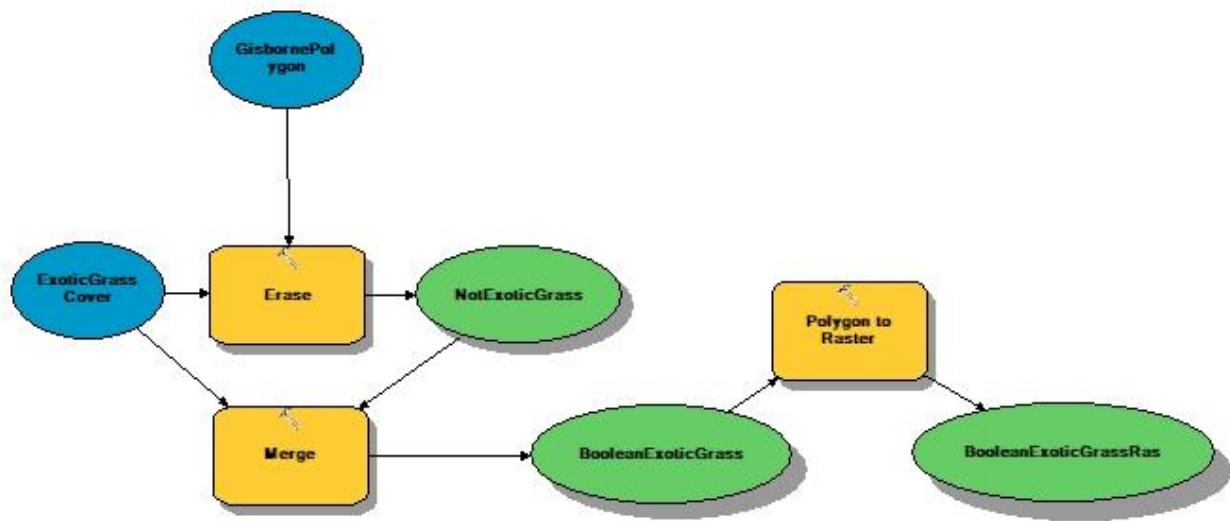 GisbornePol
ygon
ExoticGrass
Cover
Erase
NotExoticGrass
Polygon to
Raster
Merge
BooleanExoticGrass
BooleanExoticGrassRas